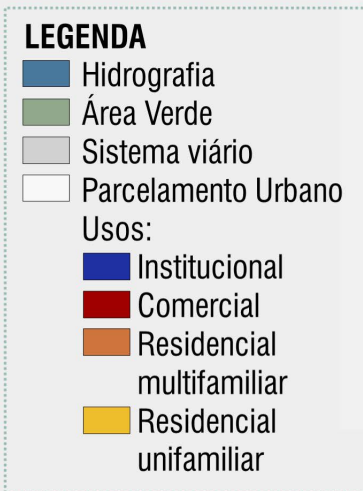 LEGENDA
Hidrografia
Área Verde
Sistema viário
Parcelamento Urbano
Usos:
Institucional
Comercial
Residencial
multifamiliar
Residencial
unifamiliar